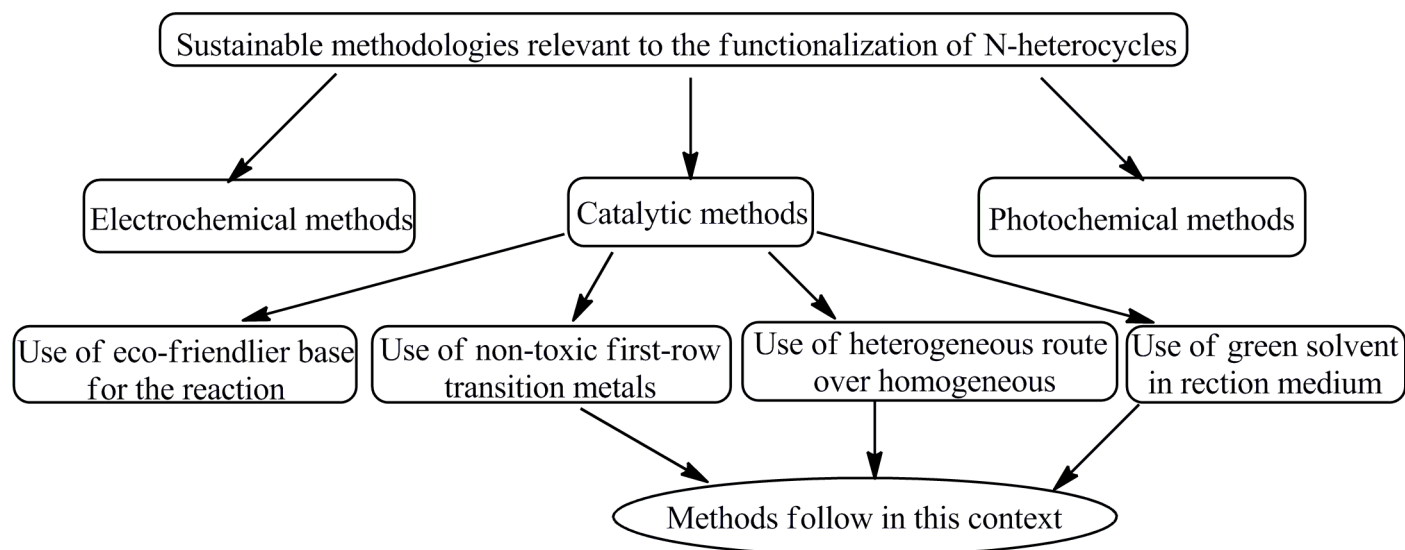 Sustainable methodologies relevant to the functionalization of N-heterocycles
Electrochemical methods
Catalytic methods
Photochemical methods
Use of eco-friendlier base
for the reaction
Use of non-toxic first-row
transition metals
Use of heterogeneous route
over homogeneous
Use of green solvent
in rection medium
Methods follow in this context